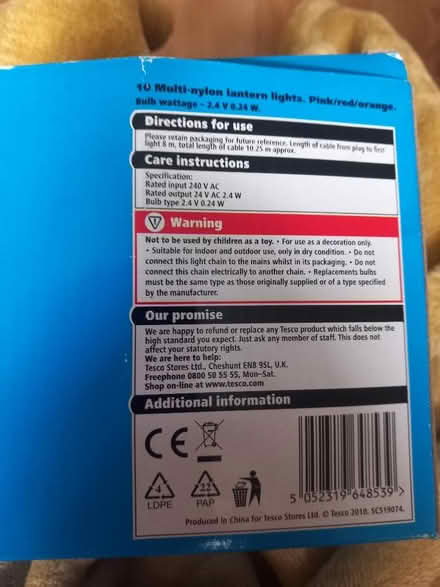 10 Multi-nylon lantern lights. Pink/red/orange.
Bulb wattage - 2.4 V 0.24 W.
Directions for use
Please retain packaging for future reference. Length of cable from plug to first
light 8 m, total length of cable 10.25 m approx.
Care instructions
Specification:
Rated input 240 V AC
Rated output 24 V AC 2.4 W
Bulb type 2.4 V 0.24 W
Warning
Not to be used by children as a toy. • For use as a decoration only.
• Suitable for indoor and outdoor use, only in dry condition. • Do not
connect this light chain to the mains whilst in its packaging. • Do not
connect this chain electrically to another chain. • Replacements bulbs
must be the same type as those originally supplied or of a type specified
by the manufacturer.
Our promise
We are happy to refund or replace any Tesco product which falls below the
high standard you expect. Just ask any member of staff. This does not
affect your statutory rights.
We are here to help:
Tesco Stores Ltd., Cheshunt EN8 9SL, U.K.
Freephone 0800 50 55 55, Mon–Sat.
Shop on-line at www.tesco.com
Additional information
CE
4
LDPE
22
PAP
5 052319 648539 >
Produced in China for Tesco Stores Ltd. © Tesco 2010. SC519074.